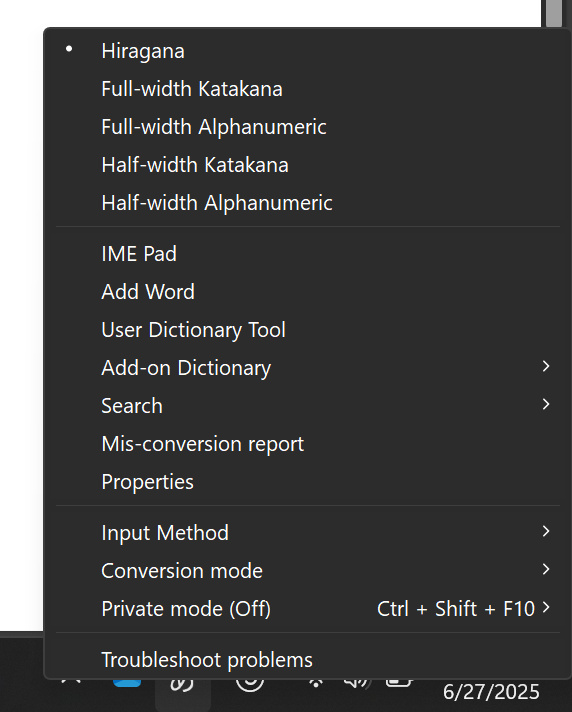 Hiragana
Full-width Katakana
Full-width Alphanumeric
Half-width Katakana
Half-width Alphanumeric
IME Pad
Add Word
User Dictionary Tool
Add-on Dictionary
Search
Mis-conversion report
Properties
Input Method
Conversion mode
Private mode (Off) Ctrl + Shift + F10
Troubleshoot problems
6/27/2025